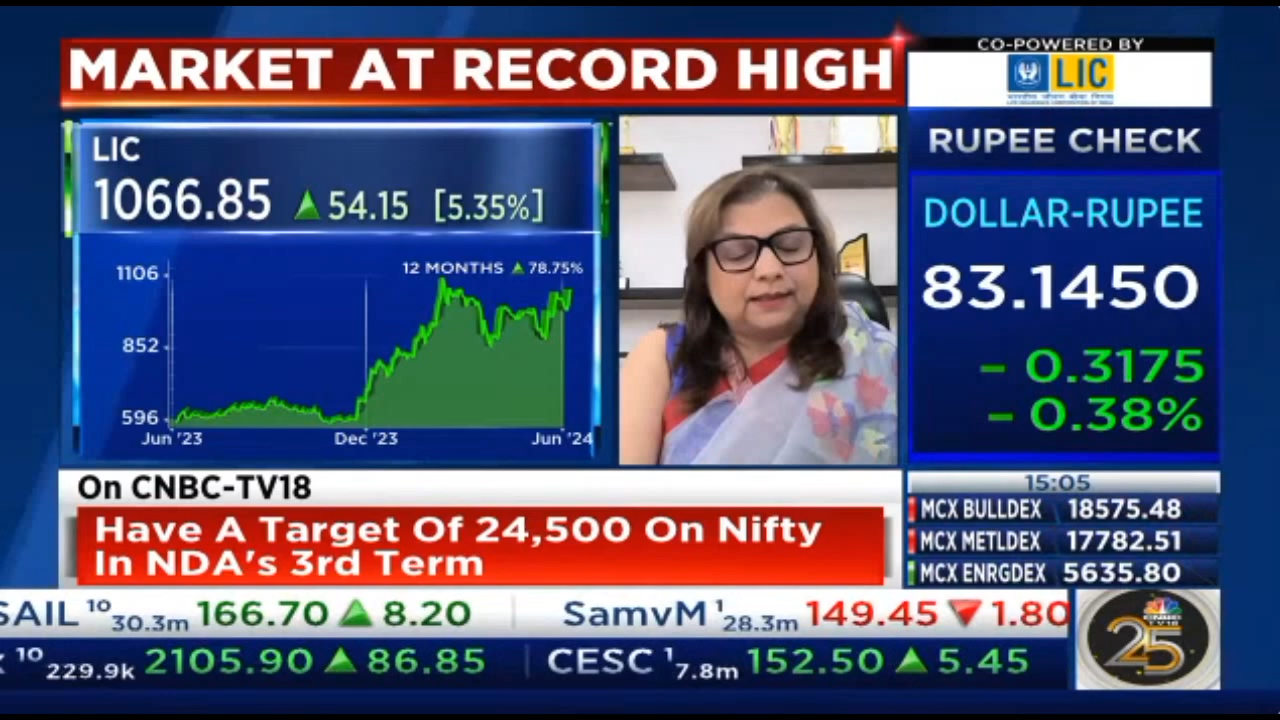 MARKET AT RECORD HIGH
CO-POWERED BY
LIC
RUPEE CHECK
LIC
1066.85 ▲ 54.15 [5.35%]
12 MONTHS ▲ 78.75%
1106
852
596
Jun '23 Dec '23 Jun '24
DOLLAR-RUPEE
83.1450
- 0.3175
- 0.38%
On CNBC-TV18
Have A Target Of 24,500 On Nifty
In NDA's 3rd Term
15:05
MCX BULLDEX 18575.48
MCX METLDEX 17782.51
MCX ENRGDEX 5635.80
SAIL 10 30.3m 166.70 ▲ 8.20 SamvM 1 28.3m 149.45 ▼ 1.80
10 229.9k 2105.90 ▲ 86.85 CESC 1 7.8m 152.50 ▲ 5.45
25